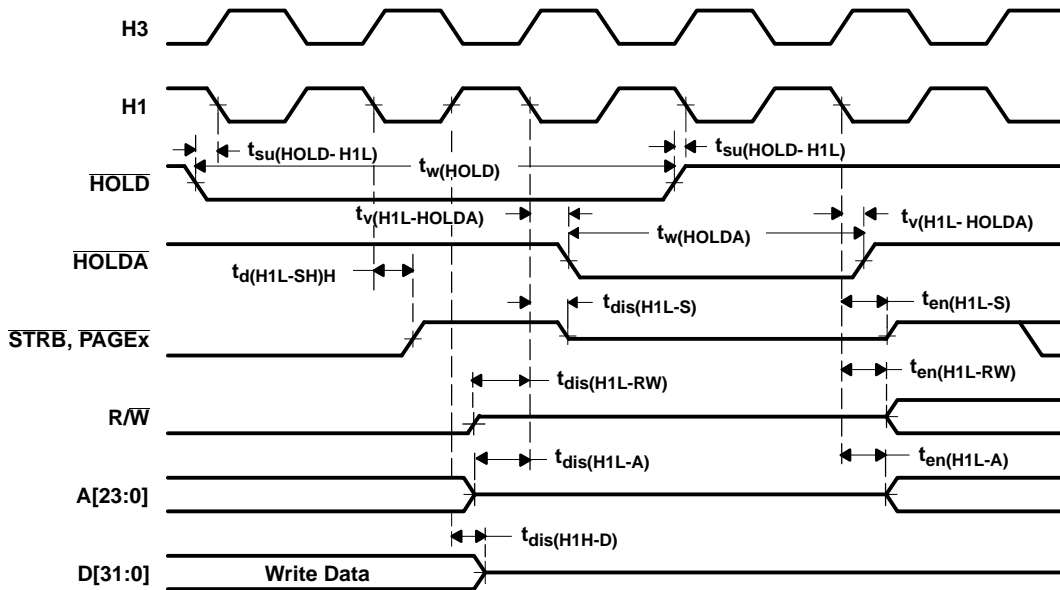 H3
H1
tsu(HOLD- H1L)
tw(HOLD)
tsu(HOLD- H1L)
HOLD
tv(H1L-HOLDA)
tw(HOLDA)
tv(H1L- HOLDA)
HOLDA
td(H1L-SH)H
tdis(H1L-S)
ten(H1L-S)
STRB, PAGEx
tdis(H1L-RW)
ten(H1L-RW)
R/W
tdis(H1L-A)
ten(H1L-A)
A[23:0]
tdis(H1H-D)
D[31:0]
Write Data